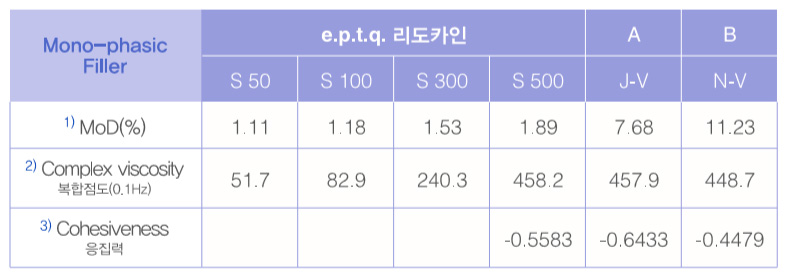 Mono-phasic Filler e.p.t.q. 리도카인 A B
S 50 S 100 S 300 S 500 J-V N-V
1) MoD(%) 1.11 1.18 1.53 1.89 7.68 11.23
2) Complex viscosity 51.7 82.9 240.3 458.2 457.9 448.7
복합점도(0.1Hz)
3) Cohesiveness -0.5583 -0.6433 -0.4479
응집력